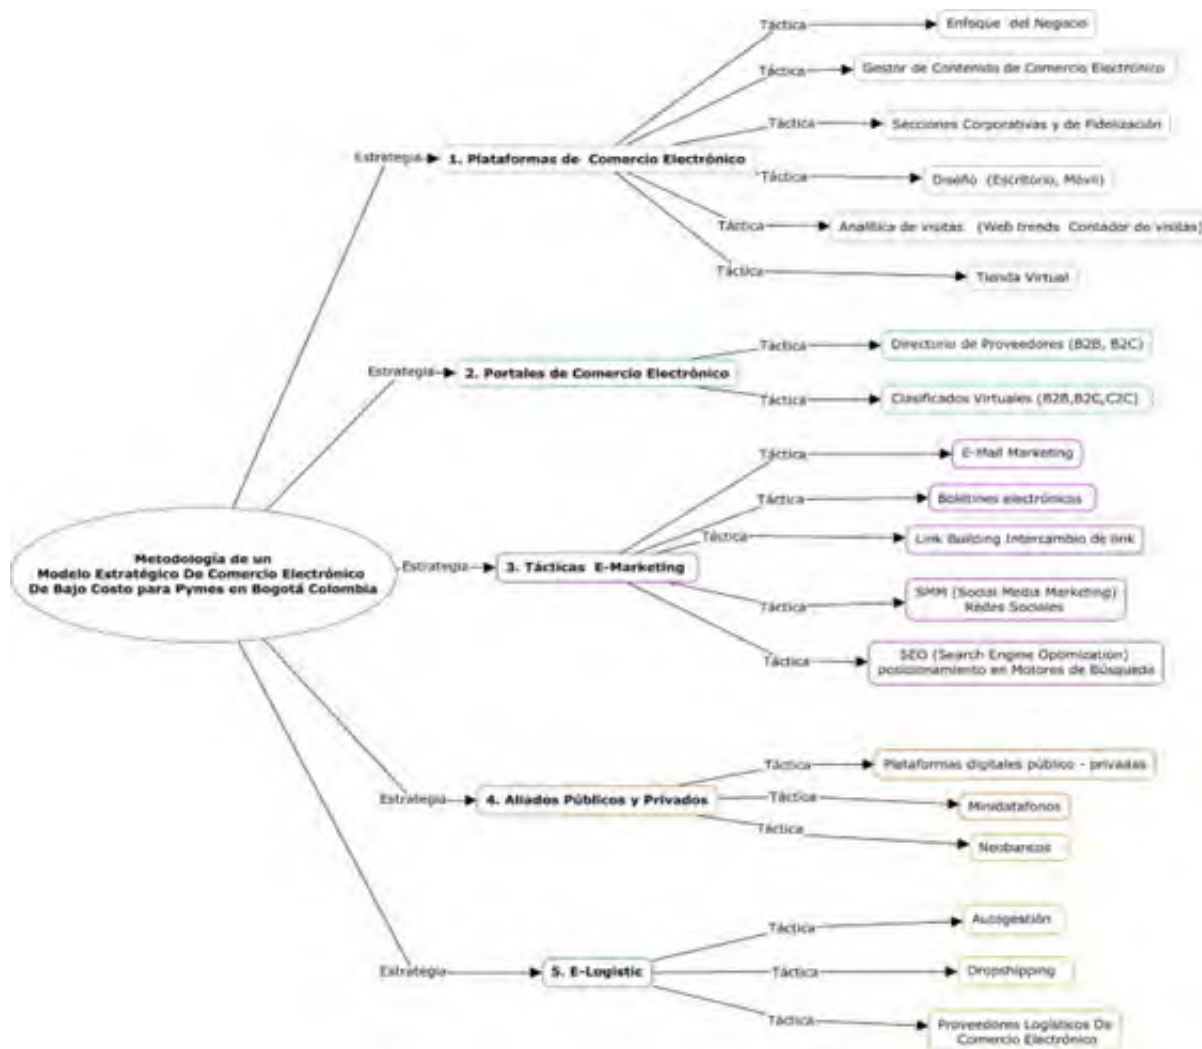 Táctica
Enfoque del Negocio
Táctica
Gestor de Contenido de Comercio Electrónico
Táctica
Secciones Corporativas y de Fidelización
Estrategia
1. Plataformas de Comercio Electrónico
Táctica
Diseño (Escritorio, Móvil)
Táctica
Analítica de visitas (Web trends Contador de visitas)
Táctica
Tienda Virtual
Táctica
Directorio de Proveedores (B2B, B2C)
Estrategia
2. Portales de Comercio Electrónico
Táctica
Clasificados Virtuales (B2B,B2C,C2C)
Táctica
E-Mail Marketing
Táctica
Boletines electrónicos
Táctica
Link Building Intercambio de link
Metodología de un
Modelo Estratégico De Comercio Electrónico
De Bajo Costo para Pymes en Bogotá Colombia
Estrategia
3. Tácticas E-Marketing
Táctica
SMM (Social Media Marketing)
Redes Sociales
Táctica
SEO (Search Engine Optimization)
posicionamiento en Motores de Búsqueda
Táctica
Plataformas digitales público - privadas
Estrategia
4. Aliados Públicos y Privados
Táctica
Minidatafonos
Táctica
Neobancos
Táctica
Autogestión
Estrategia
5. E-Logistic
Táctica
Dropshipping
Táctica
Proveedores Logísticos De
Comercio Electrónico